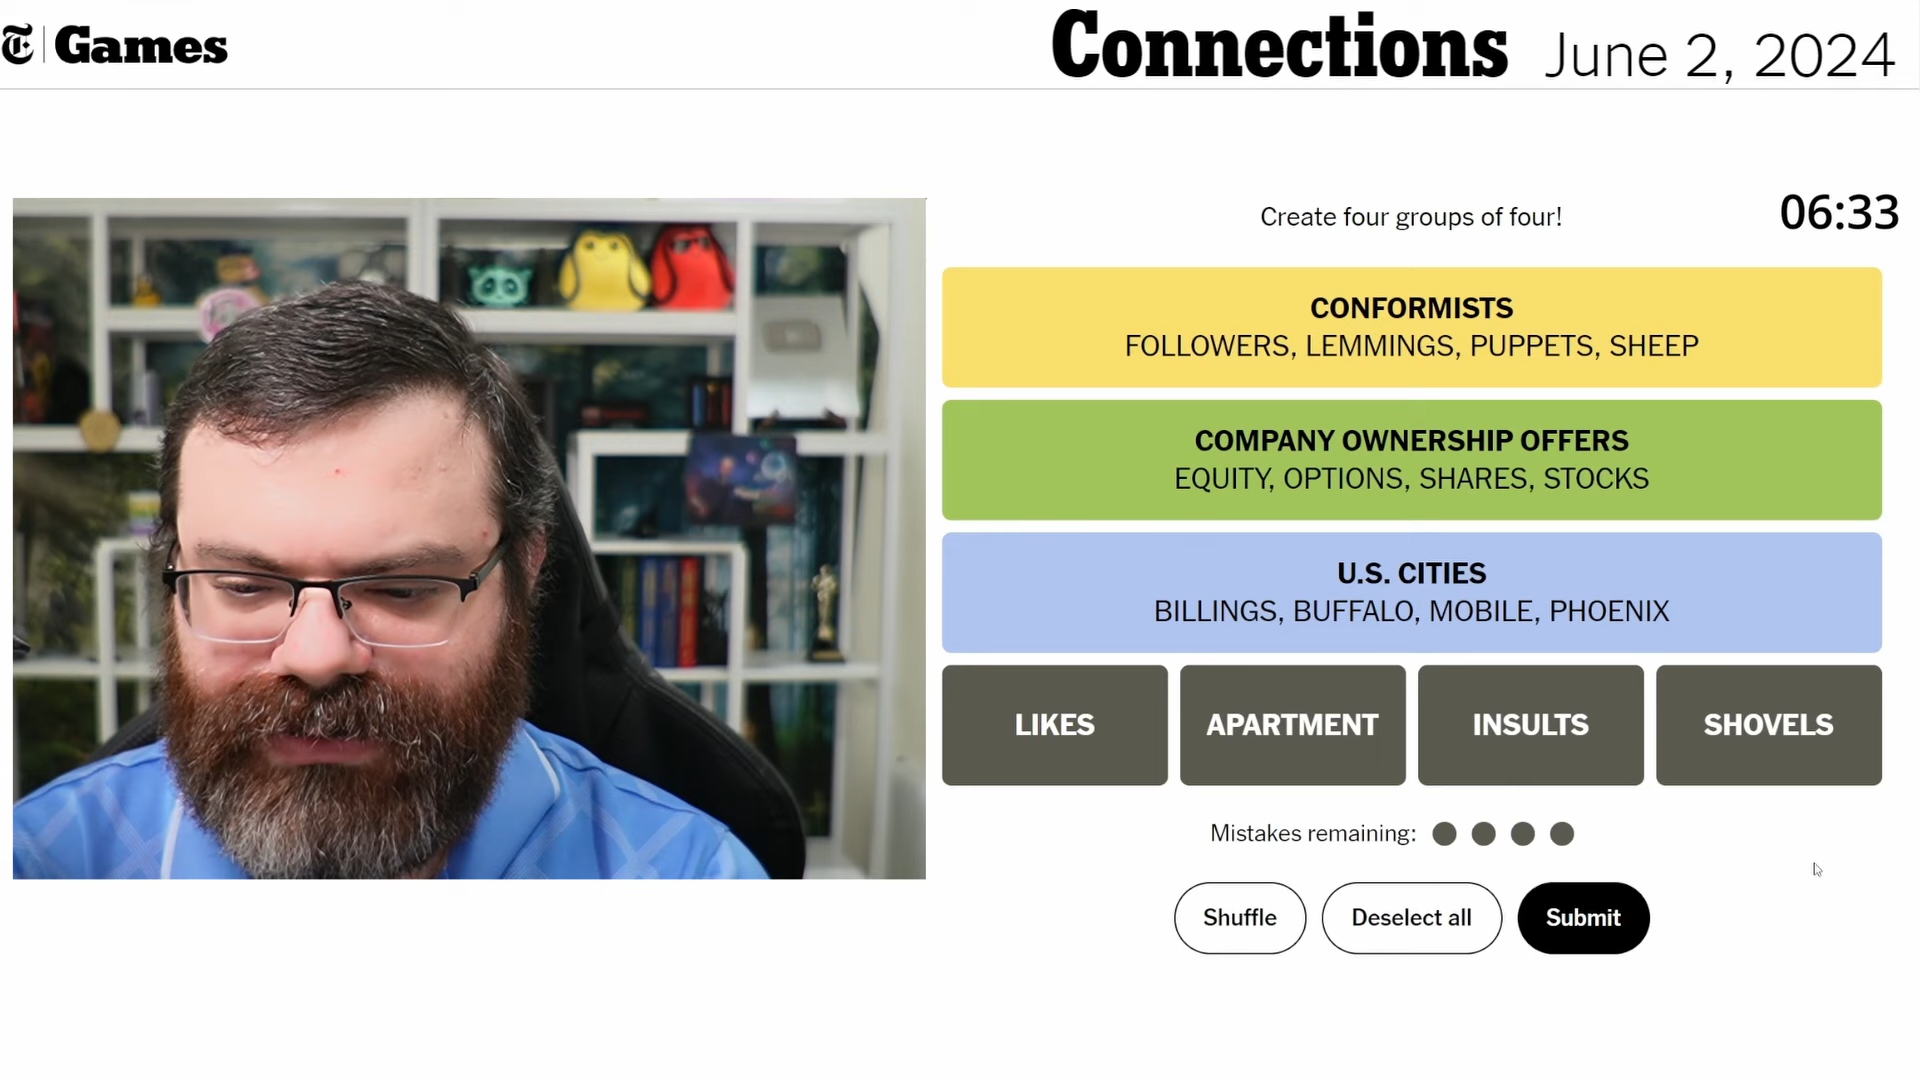 T Games
Connections June 2, 2024
Create four groups of four!
06:33
CONFORMISTS
FOLLOWERS, LEMMINGS, PUPPETS, SHEEP
COMPANY OWNERSHIP OFFERS
EQUITY, OPTIONS, SHARES, STOCKS
U.S. CITIES
BILLINGS, BUFFALO, MOBILE, PHOENIX
LIKES APARTMENT INSULTS SHOVELS
Mistakes remaining:
Shuffle Deselect all Submit